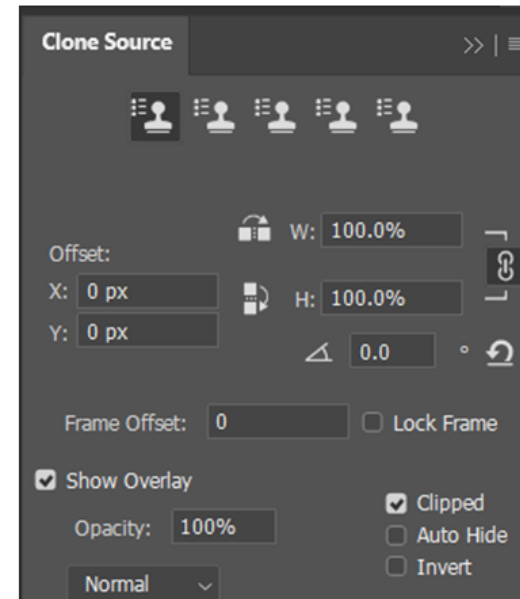 Clone Source
W: 100.0%
Offset:
X: 0 px
H: 100.0%
Y: 0 px
0.0 °
Frame Offset: 0 Lock Frame
Show Overlay
Clipped
Opacity: 100%
Auto Hide
Invert
Normal